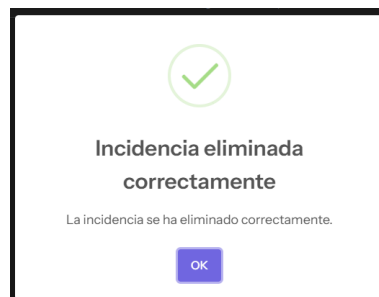 Incidencia eliminada
correctamente
La incidencia se ha eliminado correctamente.
OK